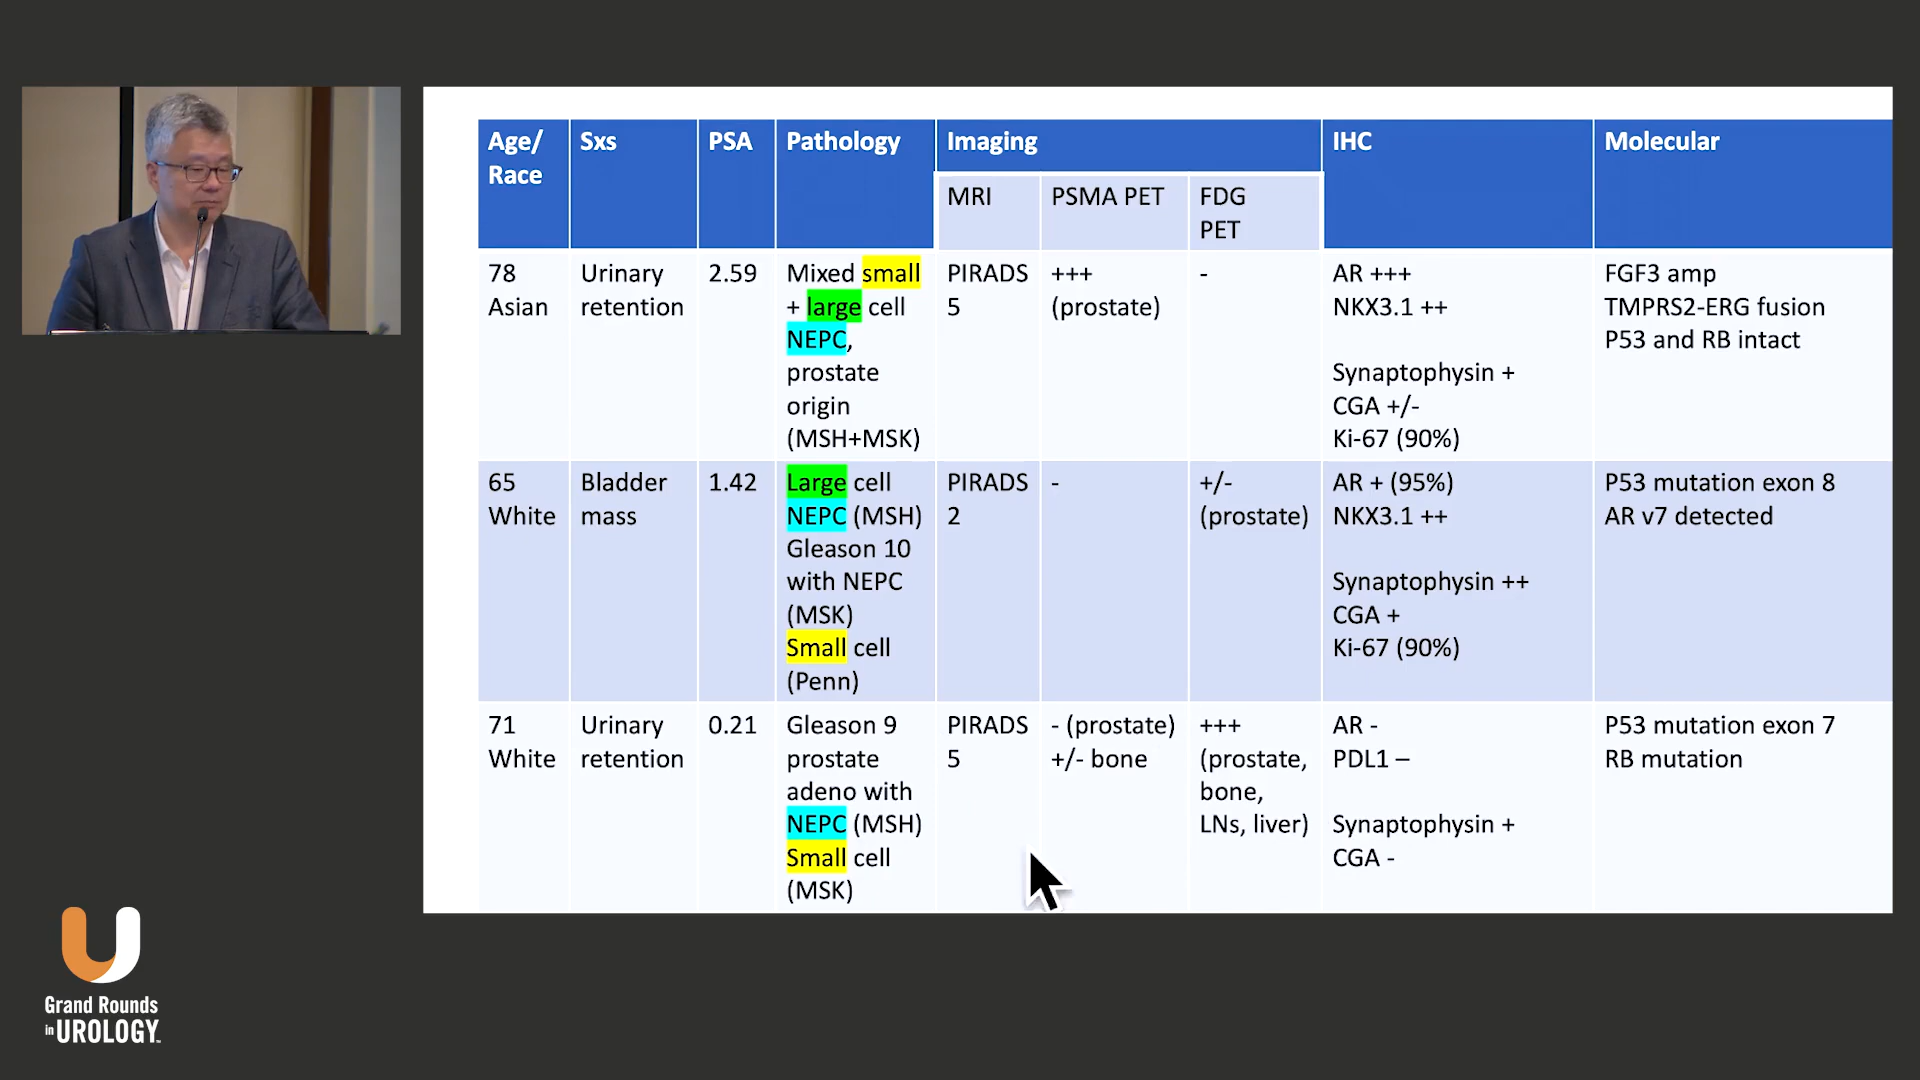 Age/
Race
Sxs
PSA
Pathology
Imaging
IHC
Molecular
MRI
PSMA PET
FDG
PET
78
Asian
Urinary
retention
2.59
Mixed small
+ large cell
NEPC,
prostate
origin
(MSH+MSK)
PIRADS
5
+++
(prostate)
-
AR +++
NKX3.1 ++
Synaptophysin +
CGA +/-
Ki-67 (90%)
FGF3 amp
TMPRS2-ERG fusion
P53 and RB intact
65
White
Bladder
mass
1.42
Large cell
NEPC (MSH)
Gleason 10
with NEPC
(MSK)
Small cell
(Penn)
PIRADS
2
-
+/-
(prostate)
AR + (95%)
NKX3.1 ++
Synaptophysin ++
CGA +
Ki-67 (90%)
P53 mutation exon 8
AR v7 detected
71
White
Urinary
retention
0.21
Gleason 9
prostate
adeno with
NEPC (MSH)
Small cell
(MSK)
PIRADS
5
- (prostate)
+/- bone
+++
(prostate,
bone,
LNs, liver)
AR -
PDL1 –
Synaptophysin +
CGA -
P53 mutation exon 7
RB mutation
Grand Rounds
in UROLOGY™